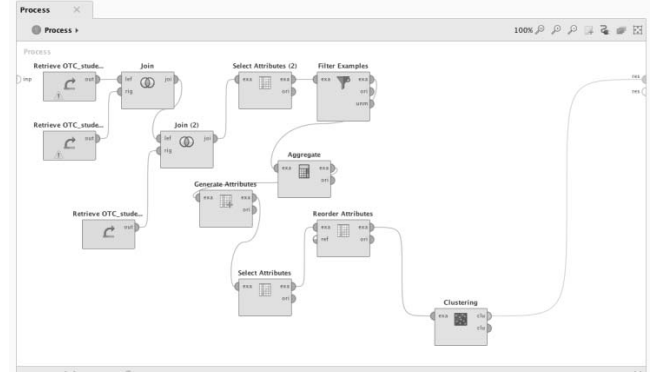 Process ×
Process ▸ 100%
Process
Retrieve OTC_stude...
Join
Select Attributes (2)
Filter Examples
inp
out
lef
rig
joi
exa
exa
ori
exa
exa
ori
unm
res
res
Retrieve OTC_stude...
out
Join (2)
lef
rig
joi
Aggregate
exa
exa
ori
Generate Attributes
exa
exa
ori
Retrieve OTC_stude...
out
Reorder Attributes
exa
ref
exa
ori
Select Attributes
exa
exa
ori
Clustering
exa
clu
clu